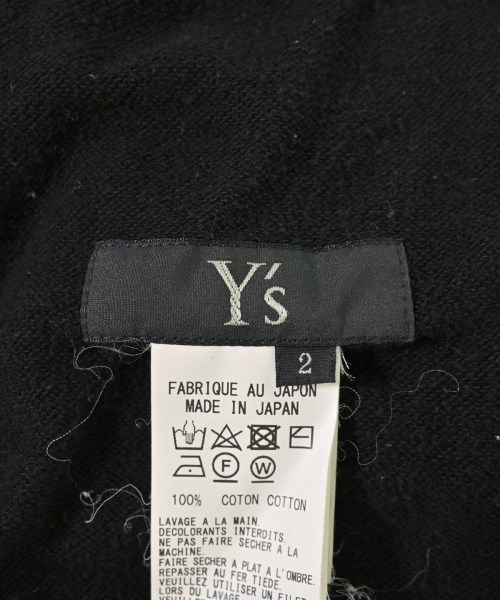 Y's
2
FABRIQUE AU JAPON
MADE IN JAPAN
F W
100% COTON COTTON
LAVAGE A LA MAIN.
DECOLORANTS INTERDITS.
NE PAS FAIRE SECHER A LA
MACHINE.
FAIRE SECHER A PLAT A L'OMBRE.
REPASSER AU FER TIEDE.
VEUILLEZ UTILISER UN FILET
LORS DU LAVAGE.